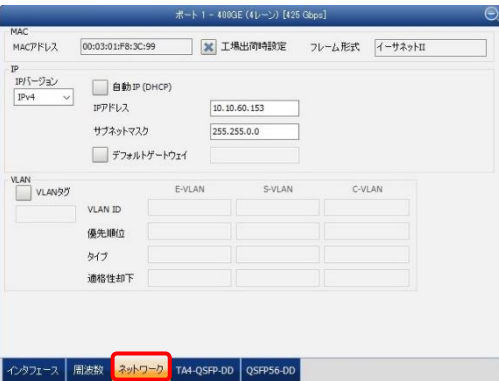 ポート 1 - 400GE (4レーン) [425 Gbps]
MAC
MACアドレス 00:03:01:F8:3C:99 工場出荷時設定 フレーム形式 イーサネットII
IP
IPバージョン
IPv4
自動 IP (DHCP)
IPアドレス 10.10.60.153
サブネットマスク 255.255.0.0
デフォルトゲートウェイ
VLAN
VLANタグ
E-VLAN S-VLAN C-VLAN
VLAN ID
優先順位
タイプ
適格性却下
インタフェース 周波数 ネットワーク TA4-QSFP-DD QSFP56-DD